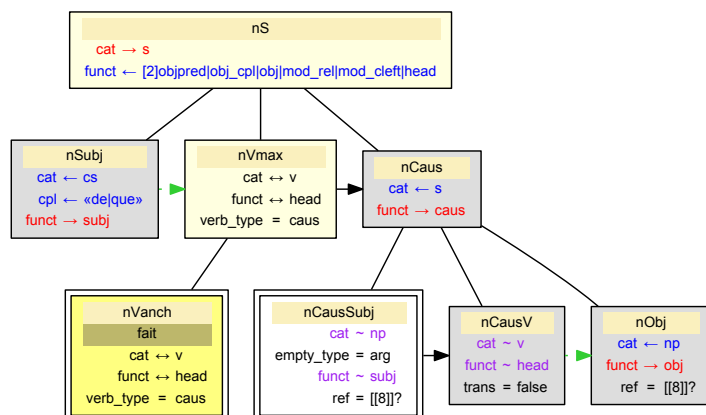 nS
cat → s
funct ← [2]objpred|obj_cpl|obj|mod_rel|mod_cleft|head
nSubj
cat ← cs
cpl ← «de|que»
funct → subj
nVmax
cat ↔ v
funct ↔ head
verb_type = caus
nCaus
cat ← s
funct → caus
nVanch
fait
cat ↔ v
funct ↔ head
verb_type = caus
nCausSubj
cat ~ np
empty_type = arg
funct ~ subj
ref = [[8]]?
nCausV
cat ~ v
funct ~ head
trans = false
nObj
cat ← np
funct → obj
ref = [[8]]?